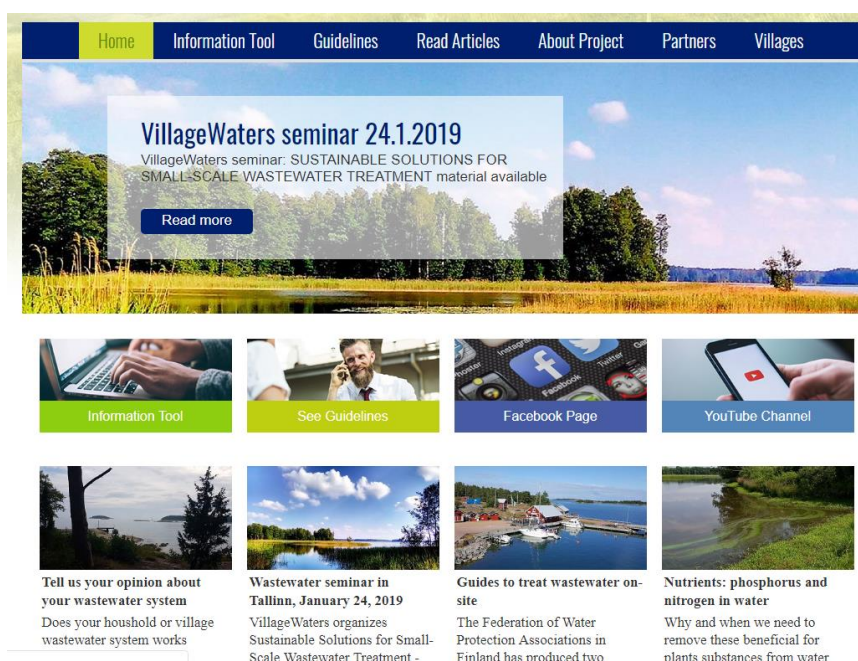 Home Information Tool Guidelines Read Articles About Project Partners Villages
VillageWaters seminar 24.1.2019
VillageWaters seminar: SUSTAINABLE SOLUTIONS FOR
SMALL-SCALE WASTEWATER TREATMENT material available
Read more
Instagram
Facebook
Twitter
Information Tool
See Guidelines
Facebook Page
YouTube Channel
Tell us your opinion about
your wastewater system
Does your houshold or village
wastewater system works
Wastewater seminar in
Tallinn, January 24, 2019
VillageWaters organizes
Sustainable Solutions for Small-
Scale Wastewater Treatment -
Guides to treat wastewater on-
site
The Federation of Water
Protection Associations in
Finland has produced two
Nutrients: phosphorus and
nitrogen in water
Why and when we need to
remove these beneficial for
plants substances from water